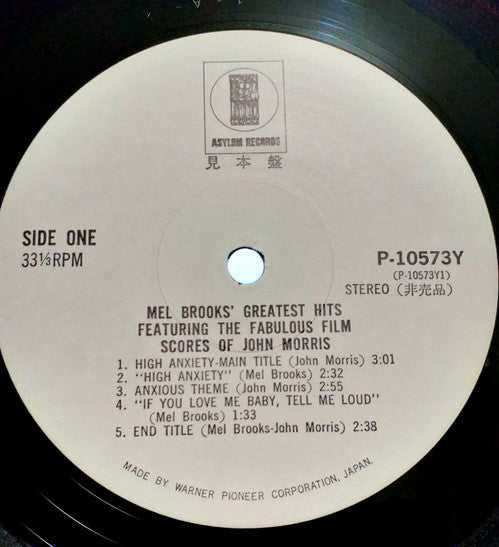 ASYLUM RECORDS
見本盤
SIDE ONE
33⅓RPM
P-10573Y
(P-10573Y1)
STEREO (非売品)
MEL BROOKS' GREATEST HITS
FEATURING THE FABULOUS FILM
SCORES OF JOHN MORRIS
1. HIGH ANXIETY-MAIN TITLE (John Morris) 3:01
2. "HIGH ANXIETY" (Mel Brooks) 2:32
3. ANXIOUS THEME (John Morris) 2:55
4. "IF YOU LOVE ME BABY, TELL ME LOUD"
(Mel Brooks) 1:33
5. END TITLE (Mel Brooks-John Morris) 2:38
MADE BY WARNER PIONEER CORPORATION, JAPAN.